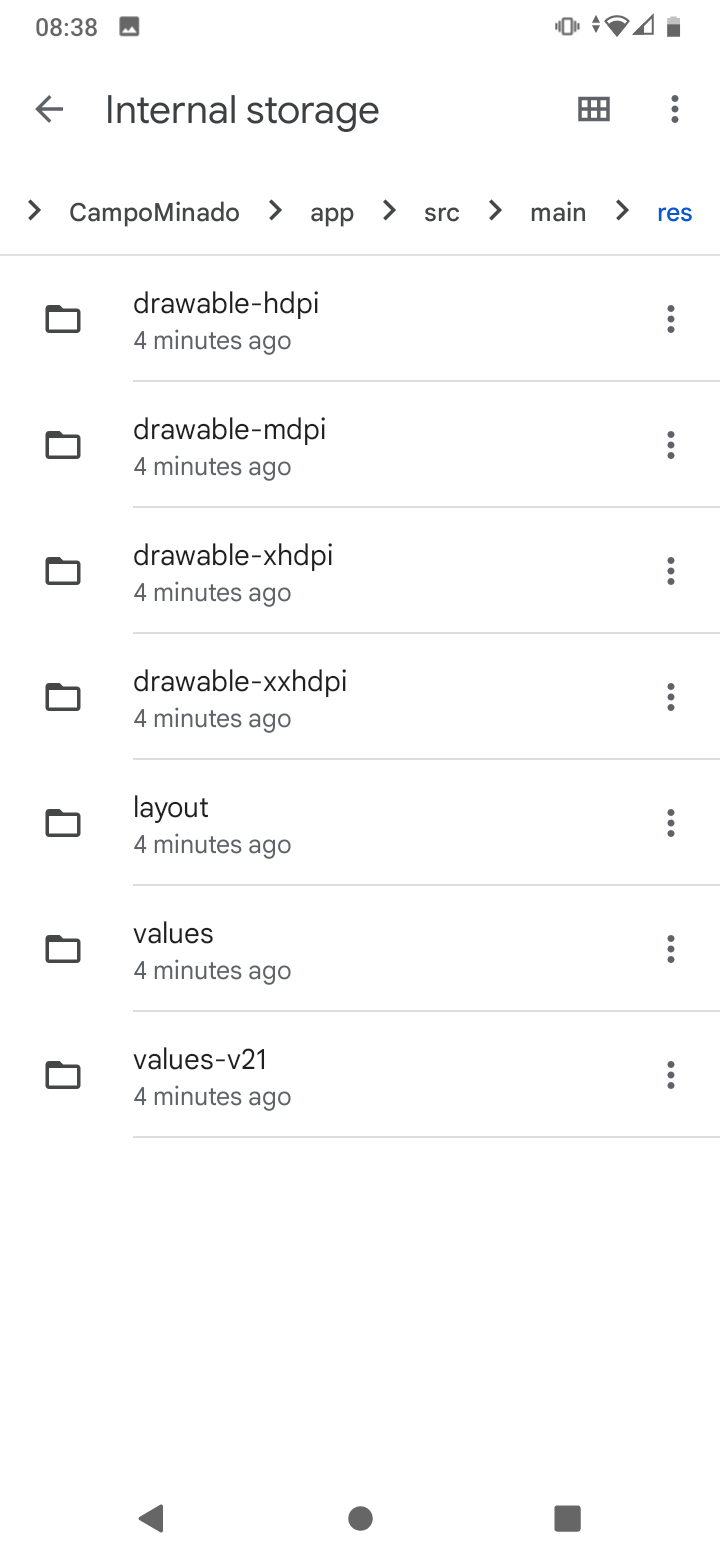 08:38
Internal storage
CampoMinado app src main res
drawable-hdpi
4 minutes ago
drawable-mdpi
4 minutes ago
drawable-xhdpi
4 minutes ago
drawable-xxhdpi
4 minutes ago
layout
4 minutes ago
values
4 minutes ago
values-v21
4 minutes ago